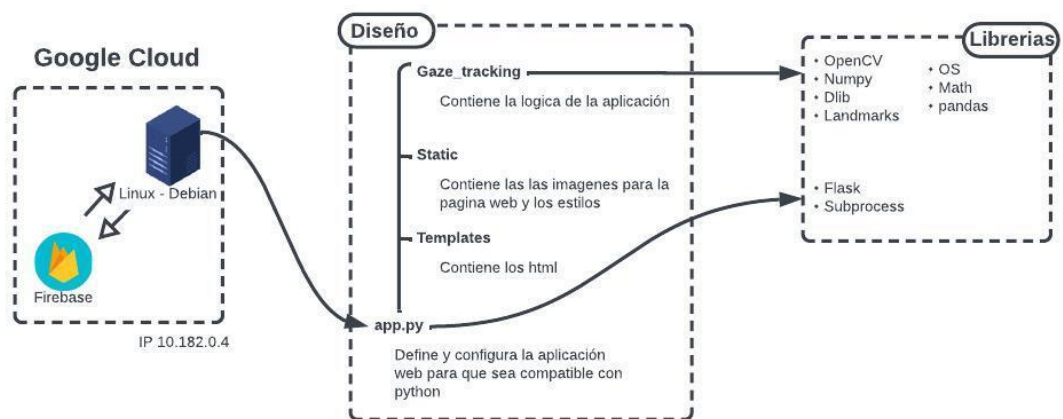 Google Cloud
Linux - Debian
Firebase
IP 10.182.0.4
Diseño
Gaze_tracking
Contiene la logica de la aplicación
Static
Contiene las las imagenes para la
pagina web y los estilos
Templates
Contiene los html
app.py
Define y configura la aplicación
web para que sea compatible con
python
Librerias
• OpenCV
• Numpy
• Dlib
• Landmarks
• OS
• Math
• pandas
• Flask
• Subprocess